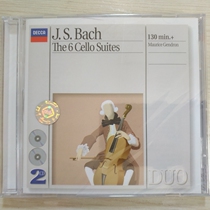 DECCA
J. S. Bach
The 6 Cello Suites
130 min.+
Maurice Gendron
2
DUO